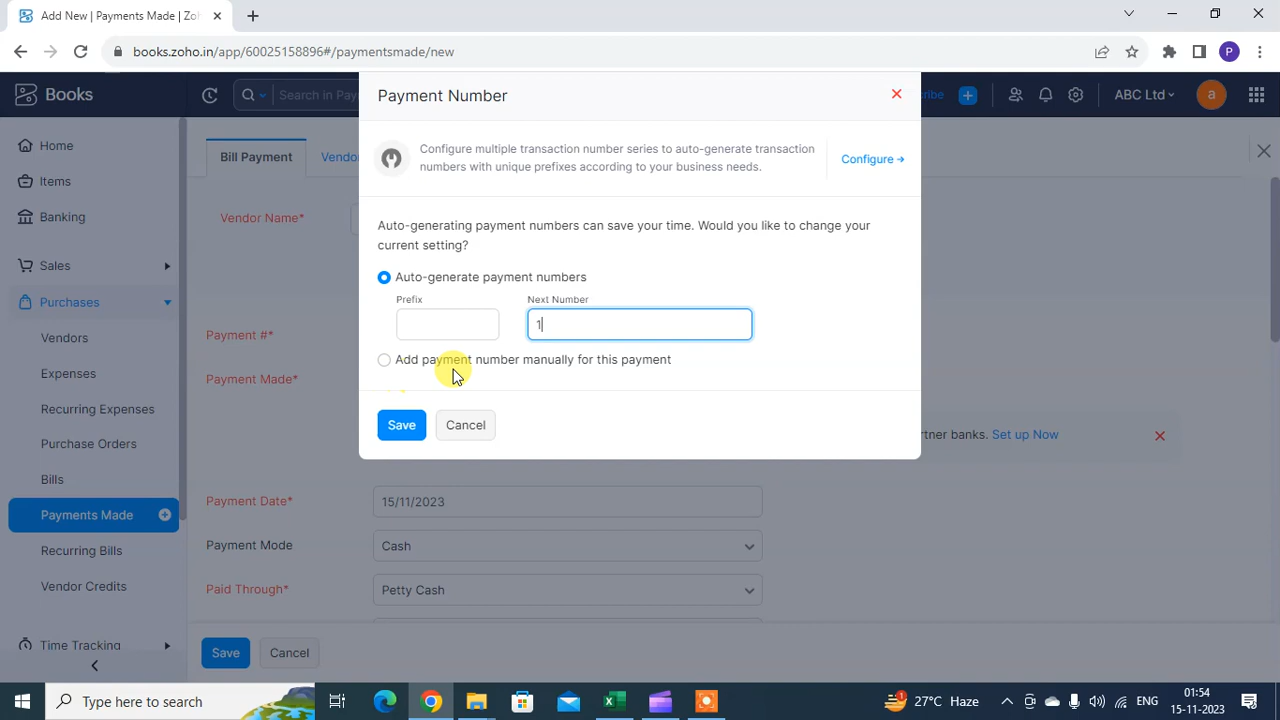 Add New | Payments Made | Zoh
books.zoho.in/app/60025158896#/paymentsmade/new
Books
Search in Pay
ribe
ABC Ltd
a
P
Home
Items
Banking
Sales
Purchases
Vendors
Expenses
Recurring Expenses
Purchase Orders
Bills
Payments Made
Recurring Bills
Vendor Credits
Time Tracking
Bill Payment
Vendo
Vendor Name*
Payment #*
Payment Made*
rtner banks. Set up Now
Payment Date*
15/11/2023
Payment Mode
Cash
Paid Through*
Petty Cash
Save
Cancel
Payment Number
Configure multiple transaction number series to auto-generate transaction
numbers with unique prefixes according to your business needs.
Configure
Auto-generating payment numbers can save your time. Would you like to change your
current setting?
Auto-generate payment numbers
Prefix
Next Number
1
Add payment number manually for this payment
Save
Cancel
Type here to search
27°C Haze
ENG
01:54
15-11-2023